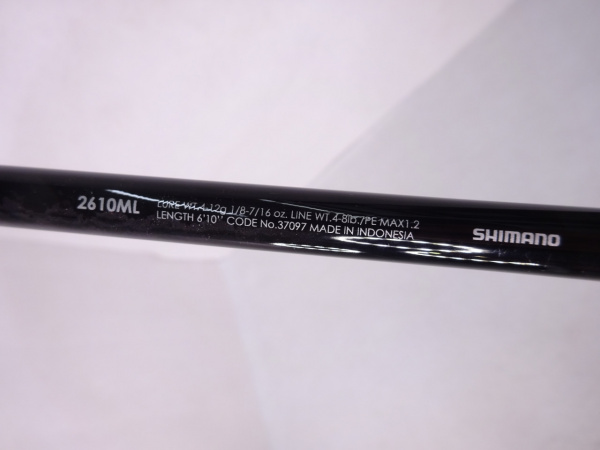 2610ML
LURE WT.4-12g 1/8-7/16 oz. LINE WT.4-8lb./PE MAX1.2
LENGTH 6'10'' CODE No.37097 MADE IN INDONESIA
SHIMANO